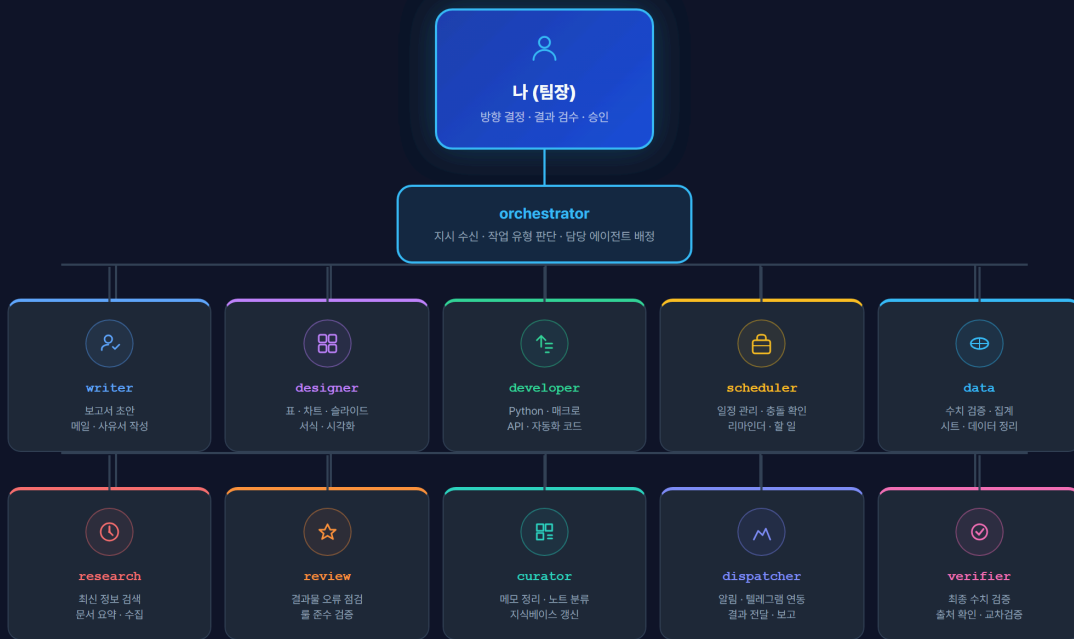 나 (팀장)
방향 결정 · 결과 검수 · 승인
orchestrator
지시 수신 · 작업 유형 판단 · 담당 에이전트 배정
writer
보고서 초안
메일 · 사유서 작성
designer
표 · 차트 · 슬라이드
서식 · 시각화
developer
Python · 매크로
API · 자동화 코드
scheduler
일정 관리 · 충돌 확인
리마인더 · 할 일
data
수치 검증 · 집계
시트 · 데이터 정리
research
최신 정보 검색
문서 요약 · 수집
review
결과물 오류 점검
룰 준수 검증
curator
메모 정리 · 노트 분류
지식베이스 갱신
dispatcher
알림 · 텔레그램 연동
결과 전달 · 보고
verifier
최종 수치 검증
출처 확인 · 교차검증